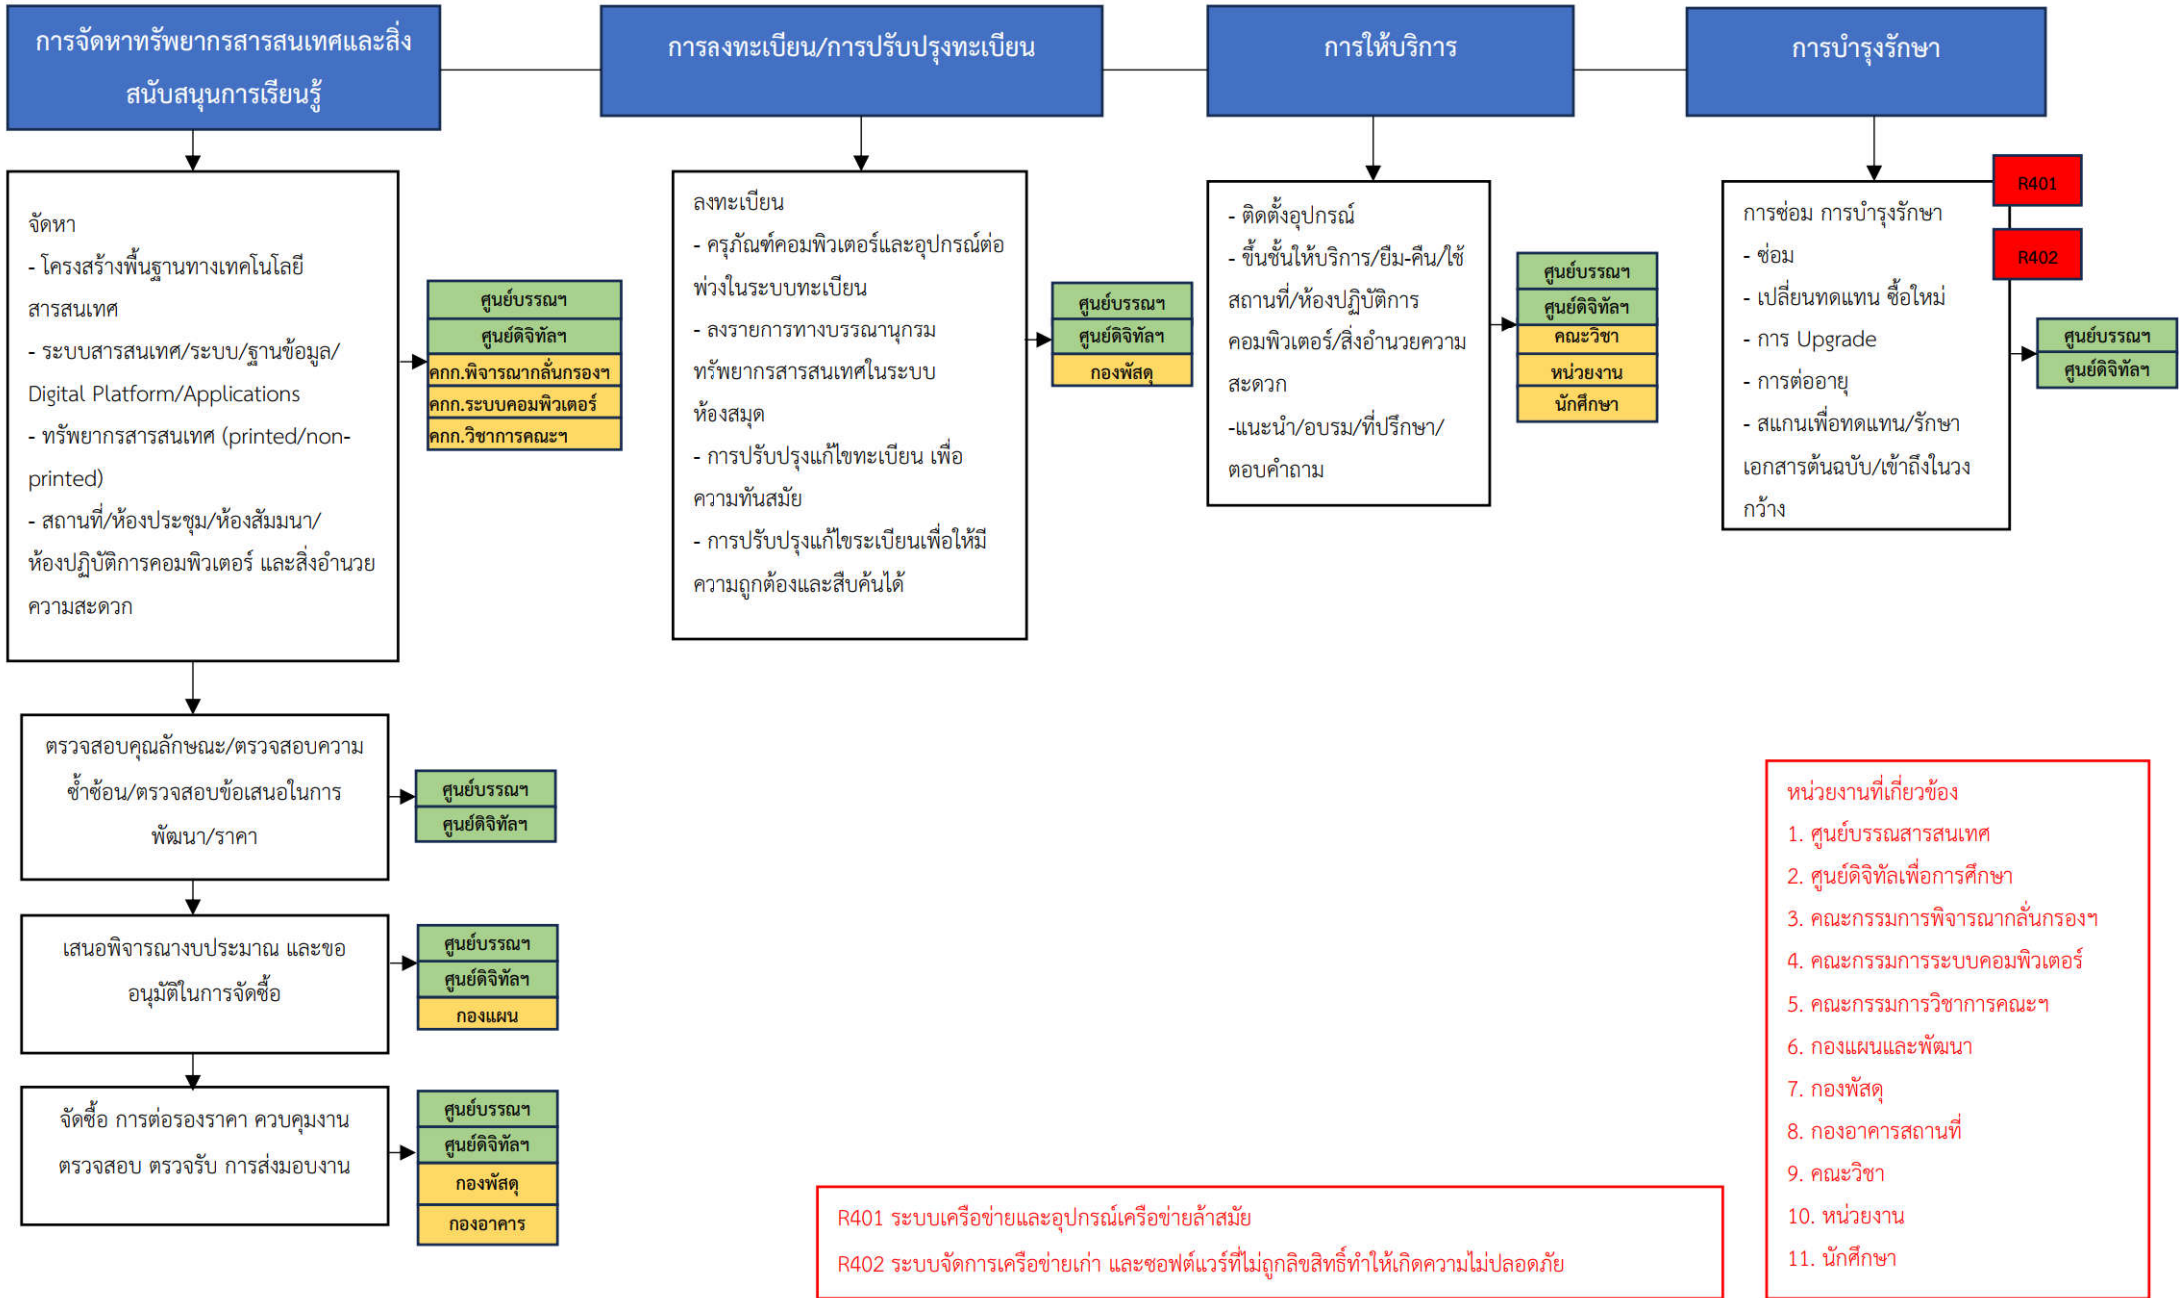 การจัดหาทรัพยากรสารสนเทศและสิ่ง
สนับสนุนการเรียนรู้
การลงทะเบียน/การปรับปรุงทะเบียน
การให้บริการ
การบำรุงรักษา
จัดหา
- โครงสร้างพื้นฐานทางเทคโนโลยี
สารสนเทศ
- ระบบสารสนเทศ/ระบบ/ฐานข้อมูล/
Digital Platform/Applications
- ทรัพยากรสารสนเทศ (printed/non-
printed)
- สถานที่/ห้องประชุม/ห้องสัมมนา/
ห้องปฏิบัติการคอมพิวเตอร์ และสิ่งอำนวย
ความสะดวก
ศูนย์บรรณฯ
ศูนย์ดิจิทัลฯ
คกก.พิจารณากลั่นกรองฯ
คกก.ระบบคอมพิวเตอร์
คกก.วิชาการคณะฯ
ลงทะเบียน
- ครุภัณฑ์คอมพิวเตอร์และอุปกรณ์ต่อ
พ่วงในระบบทะเบียน
- ลงรายการทางบรรณานุกรม
ทรัพยากรสารสนเทศในระบบ
ห้องสมุด
- การปรับปรุงแก้ไขทะเบียน เพื่อ
ความทันสมัย
- การปรับปรุงแก้ไขระเบียนเพื่อให้มี
ความถูกต้องและสืบค้นได้
ศูนย์บรรณฯ
ศูนย์ดิจิทัลฯ
กองพัสดุ
- ติดตั้งอุปกรณ์
- ขึ้นชั้นให้บริการ/ยืม-คืน/ใช้
สถานที่/ห้องปฏิบัติการ
คอมพิวเตอร์/สิ่งอำนวยความ
สะดวก
-แนะนำ/อบรม/ที่ปรึกษา/
ตอบคำถาม
ศูนย์บรรณฯ
ศูนย์ดิจิทัลฯ
คณะวิชา
หน่วยงาน
นักศึกษา
R401
R402
การซ่อม การบำรุงรักษา
- ซ่อม
- เปลี่ยนทดแทน ซื้อใหม่
- การ Upgrade
- การต่ออายุ
- สแกนเพื่อทดแทน/รักษา
เอกสารต้นฉบับ/เข้าถึงในวง
กว้าง
ศูนย์บรรณฯ
ศูนย์ดิจิทัลฯ
ตรวจสอบคุณลักษณะ/ตรวจสอบความ
ซ้ำซ้อน/ตรวจสอบข้อเสนอในการ
พัฒนา/ราคา
ศูนย์บรรณฯ
ศูนย์ดิจิทัลฯ
เสนอพิจารณางบประมาณ และขอ
อนุมัติในการจัดซื้อ
ศูนย์บรรณฯ
ศูนย์ดิจิทัลฯ
กองแผน
จัดซื้อ การต่อรองราคา ควบคุมงาน
ตรวจสอบ ตรวจรับ การส่งมอบงาน
ศูนย์บรรณฯ
ศูนย์ดิจิทัลฯ
กองพัสดุ
กองอาคาร
R401 ระบบเครือข่ายและอุปกรณ์เครือข่ายล้าสมัย
R402 ระบบจัดการเครือข่ายเก่า และซอฟต์แวร์ที่ไม่ถูกลิขสิทธิ์ทำให้เกิดความไม่ปลอดภัย
หน่วยงานที่เกี่ยวข้อง
1. ศูนย์บรรณสารสนเทศ
2. ศูนย์ดิจิทัลเพื่อการศึกษา
3. คณะกรรมการพิจารณากลั่นกรองฯ
4. คณะกรรมการระบบคอมพิวเตอร์
5. คณะกรรมการวิชาการคณะฯ
6. กองแผนและพัฒนา
7. กองพัสดุ
8. กองอาคารสถานที่
9. คณะวิชา
10. หน่วยงาน
11. นักศึกษา